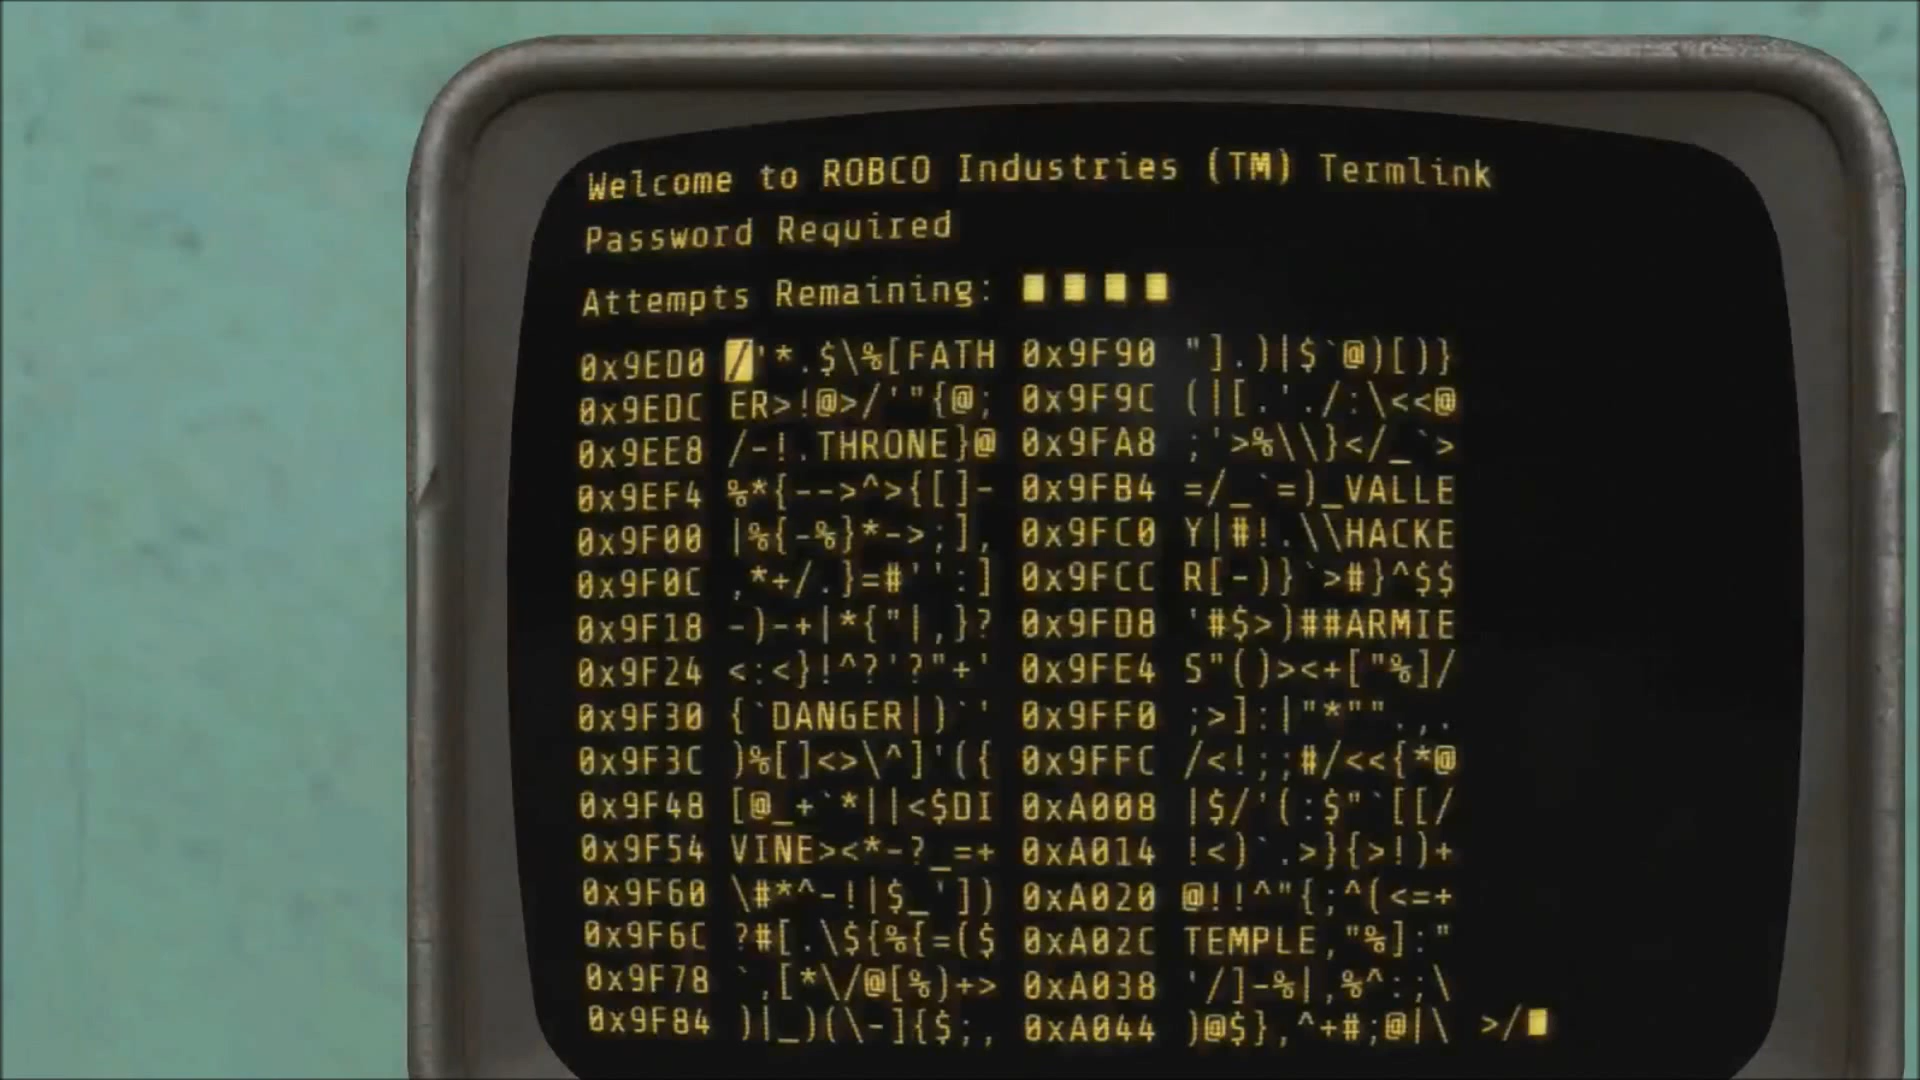 Welcome to ROBCO Industries (TM) Termlink
Password Required
Attempts Remaining: ■ ■ ■ ■
0x9ED0 /'*.$\%[FATH 0x9F90 "].)|$`@)[)}
0x9EDC ER>!@>/'"{@; 0x9F9C (|[.'./:\<<@
0x9EE8 /-!.THRONE}@ 0x9FA8 ;'>%\\}</_`>
0x9EF4 %*{-->^>{[]- 0x9FB4 =/_`=)_VALLE
0x9F00 |%{-%}*->;], 0x9FC0 Y|#!.\\HACKE
0x9F0C ,*+/.}=#'':] 0x9FCC R[-)}`>#}^$$
0x9F18 -)-+|*{"|,}? 0x9FD8 '#$>)##ARMIE
0x9F24 <:<}!^?'?"+' 0x9FE4 S"()><+["%]/
0x9F30 {`DANGER|)`' 0x9FF0 ;>]:|"*"".,.
0x9F3C )%[]<>\^]'({ 0x9FFC /<!;;#/<<{*@
0x9F48 [@_+`*||<$DI 0xA008 |$/'(:$"`[[/
0x9F54 VINE><*-?_=+ 0xA014 !<)`.>}{>!)+
0x9F60 \#*^-!|$_']) 0xA020 @!!^"{;^(<=+
0x9F6C ?#[.\${%{=($ 0xA02C TEMPLE,"%]:"
0x9F78 `,[*\/@[%)+> 0xA038 '/]-%|,%^:;\
0x9F84 )|_)(\-]{$;, 0xA044 )@$},^+#;@|\ >/■